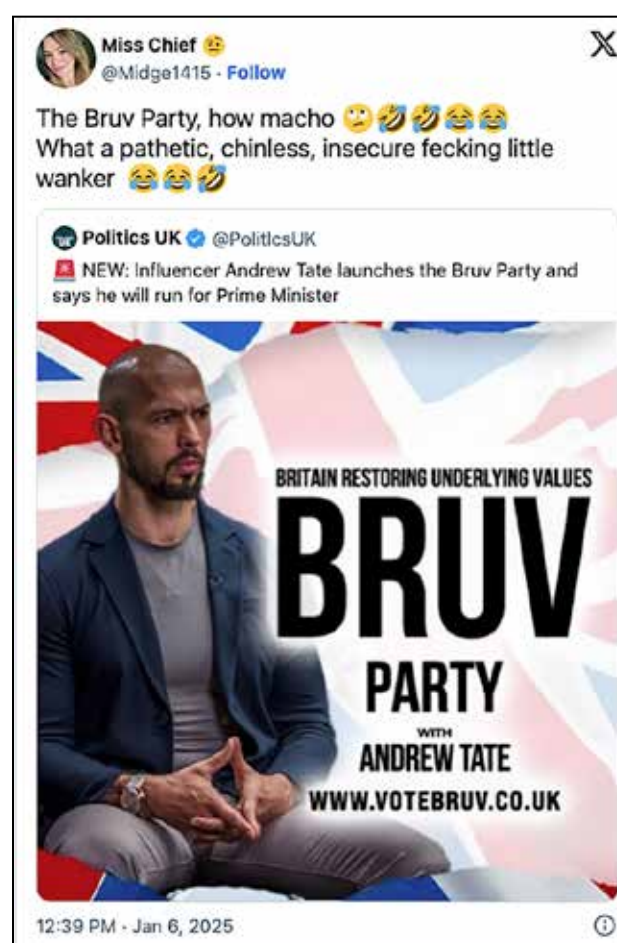 Miss Chief 🤨
@Midge1415 · Follow
X
The Bruv Party, how macho 🙄🤣🤣😂😂
What a pathetic, chinless, insecure fecking little
wanker 😂😂🤣
Politics UK @PolitlcsUK
🚨 NEW: Influencer Andrew Tate launches the Bruv Party and
says he will run for Prime Minister
BRITAIN RESTORING UNDERLYING VALUES
BRUV
PARTY
WITH
ANDREW TATE
WWW.VOTEBRUV.CO.UK
12:39 PM · Jan 6, 2025